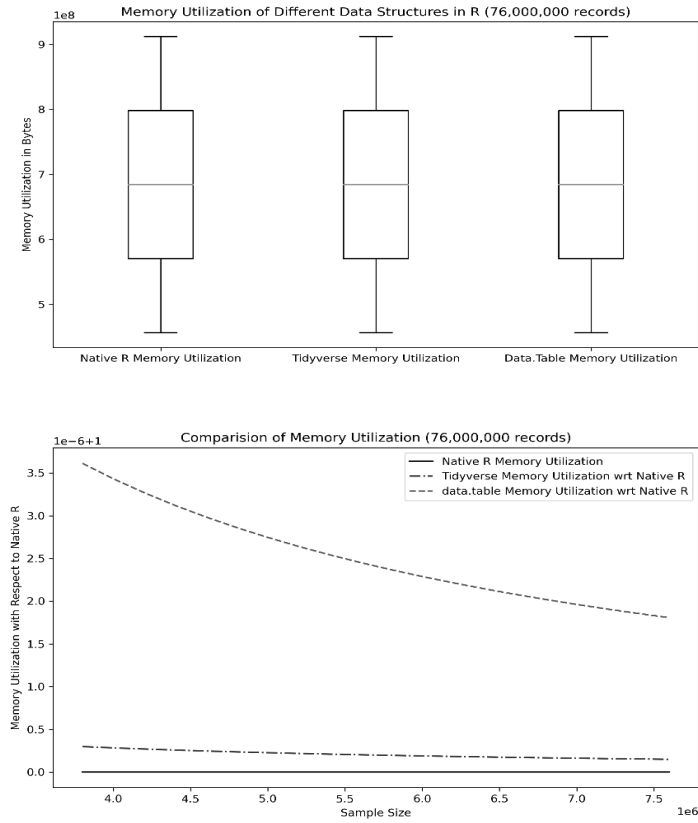 Memory Utilization of Different Data Structures in R (76,000,000 records)
1e8
9
8
7
6
5
Memory Utilization in Bytes
Native R Memory Utilization
Tidyverse Memory Utilization
Data.Table Memory Utilization
Comparision of Memory Utilization (76,000,000 records)
1e−6+1
3.5
3.0
2.5
2.0
1.5
1.0
0.5
0.0
Memory Utilization with Respect to Native R
Native R Memory Utilization
Tidyverse Memory Utilization wrt Native R
data.table Memory Utilization wrt Native R
4.0
4.5
5.0
5.5
6.0
6.5
7.0
7.5
1e6
Sample Size